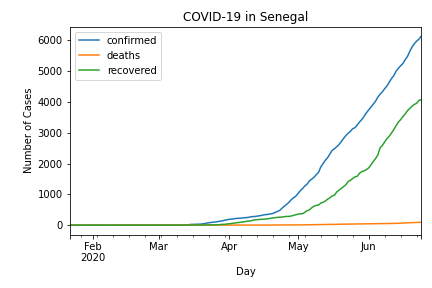 COVID-19 in Senegal
confirmed
deaths
recovered
6000
5000
4000
3000
2000
1000
0
Number of Cases
Feb Mar Apr May Jun
2020
Day